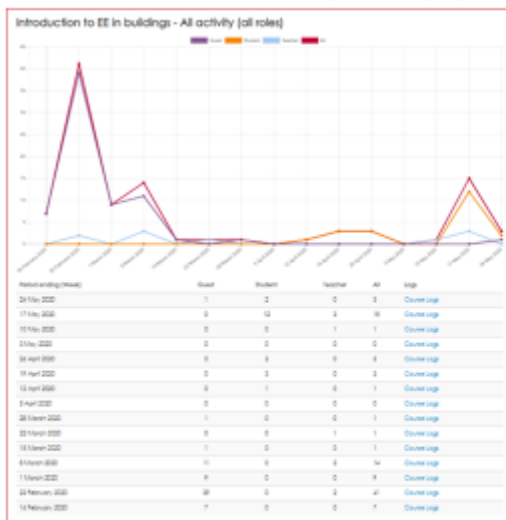 Introduction to EE in buildings - All activity (all roles)
Guest Student Teacher All
Period ending (Week) Guest Student Teacher All Logs
24 May 2020 1 2 0 3 Course Logs
17 May 2020 0 12 3 15 Course Logs
10 May 2020 0 0 1 1 Course Logs
3 May 2020 0 0 0 0 Course Logs
26 April 2020 0 3 0 3 Course Logs
19 April 2020 0 3 0 3 Course Logs
12 April 2020 0 1 0 1 Course Logs
5 April 2020 0 0 0 0 Course Logs
March 2020 1 0 0 1 Course Logs
March 2020 0 0 1 1 Course Logs
15 March 2020 1 0 0 1 Course Logs
8 March 2020 11 0 3 14 Course Logs
1 March 2020 9 0 0 9 Course Logs
23 February 2020 39 0 2 41 Course Logs
16 February 2020 7 0 0 7 Course Logs